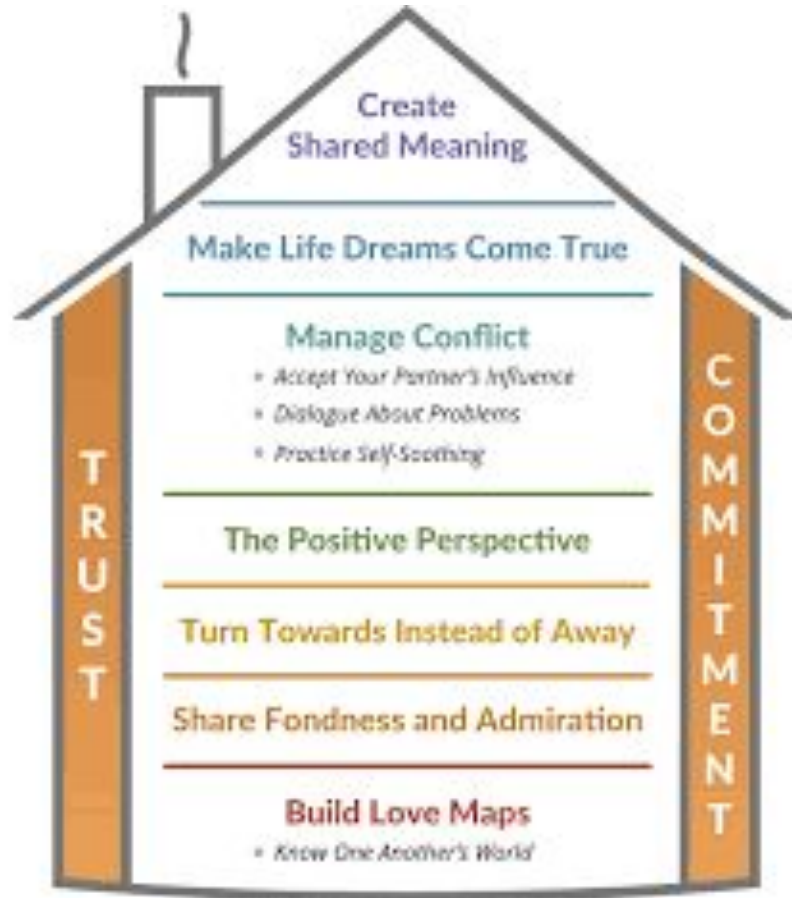 Create
Shared Meaning
Make Life Dreams Come True
Manage Conflict
• Accept Your Partner's Influence
• Dialogue About Problems
• Practice Self-Soothing
The Positive Perspective
Turn Towards Instead of Away
Share Fondness and Admiration
Build Love Maps
• Know One Another's World
TRUST
COMMITMENT